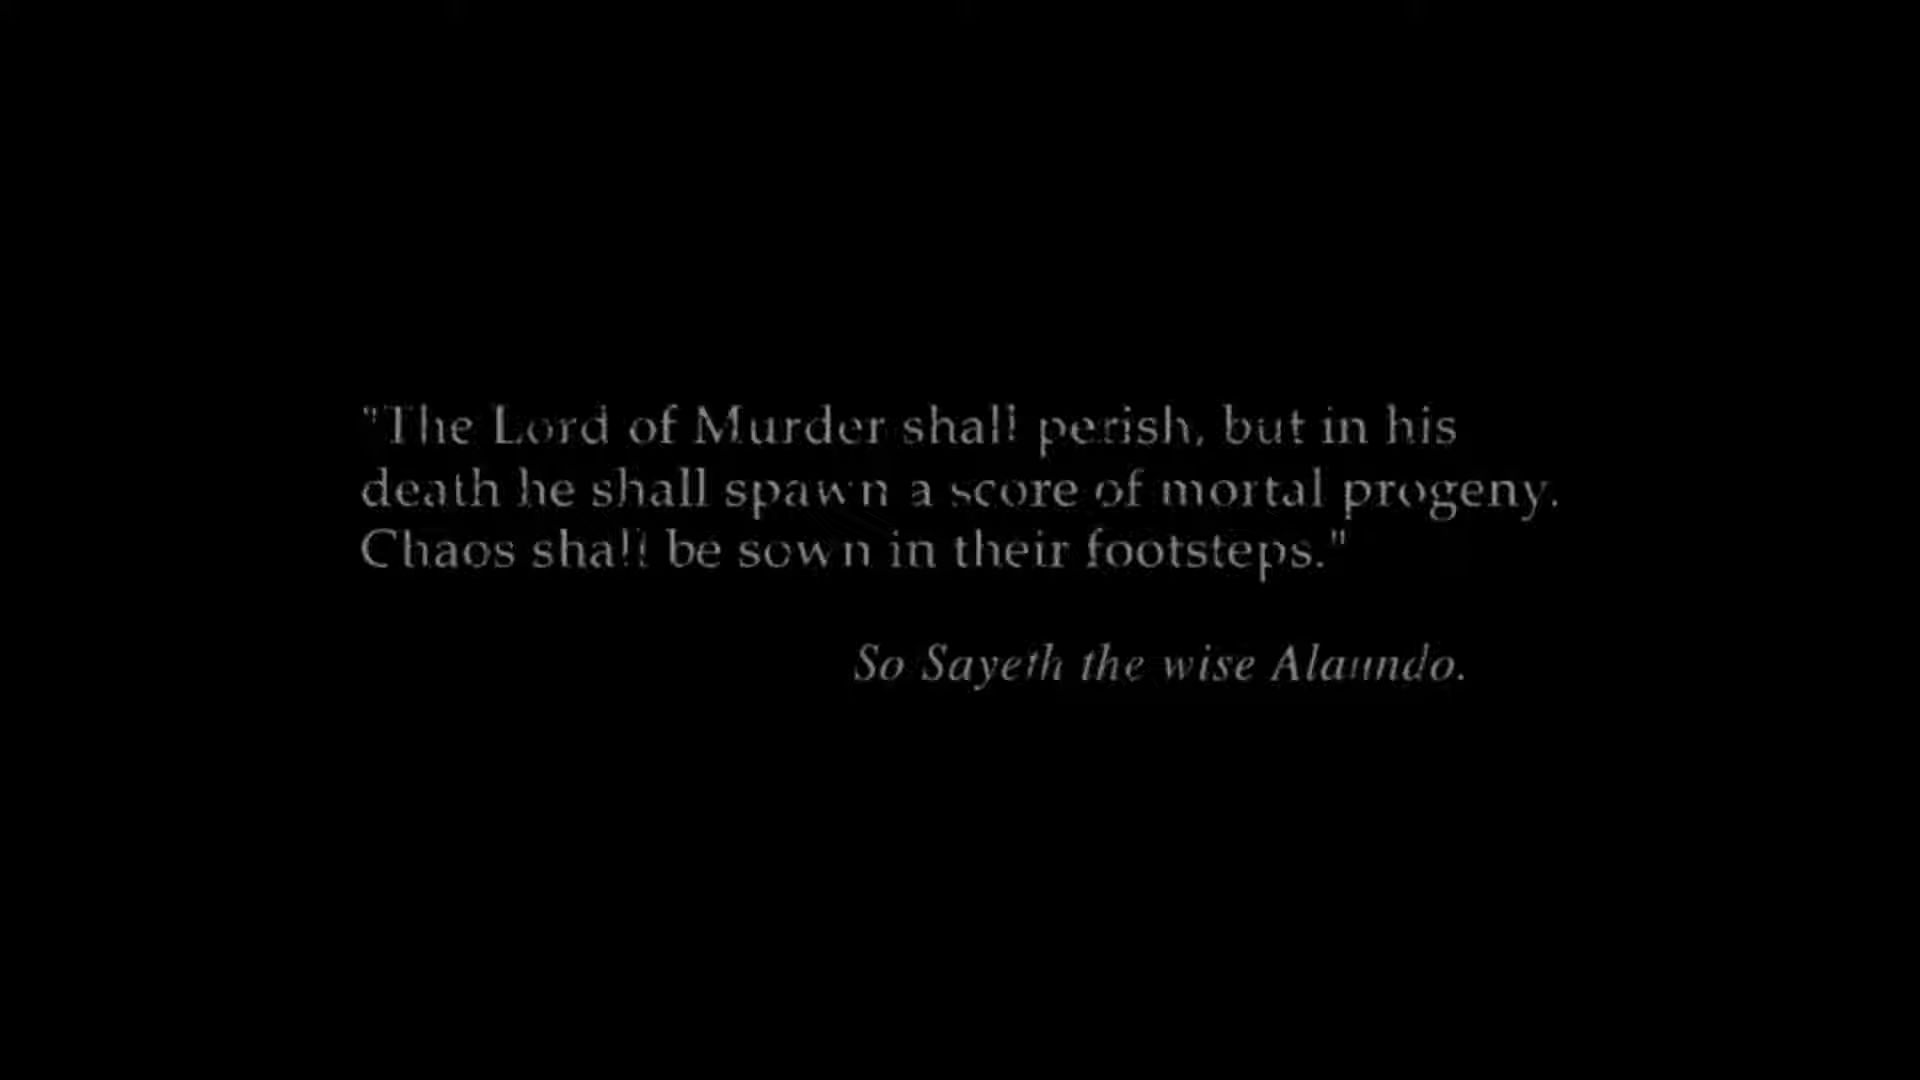 "The Lord of Murder shall perish, but in his
death he shall spawn a score of mortal progeny.
Chaos shall be sown in their footsteps."
So Sayeth the wise Alaundo.